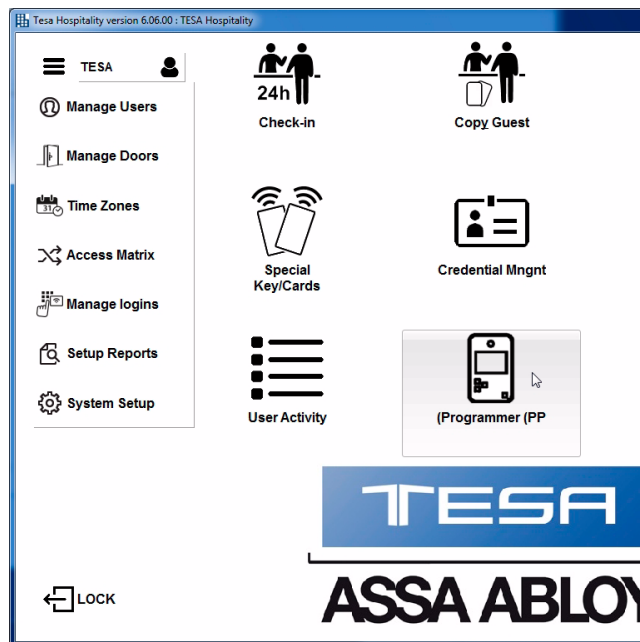 Tesa Hospitality version 6.06.00 : TESA Hospitality
TESA
Manage Users
Manage Doors
31
Time Zones
Access Matrix
Manage logins
Setup Reports
System Setup
24h
Check-in
Copy Guest
Special
Key/Cards
Credential Mngnt
User Activity
(Programmer (PP
TESA
ASSA ABLOY
LOCK